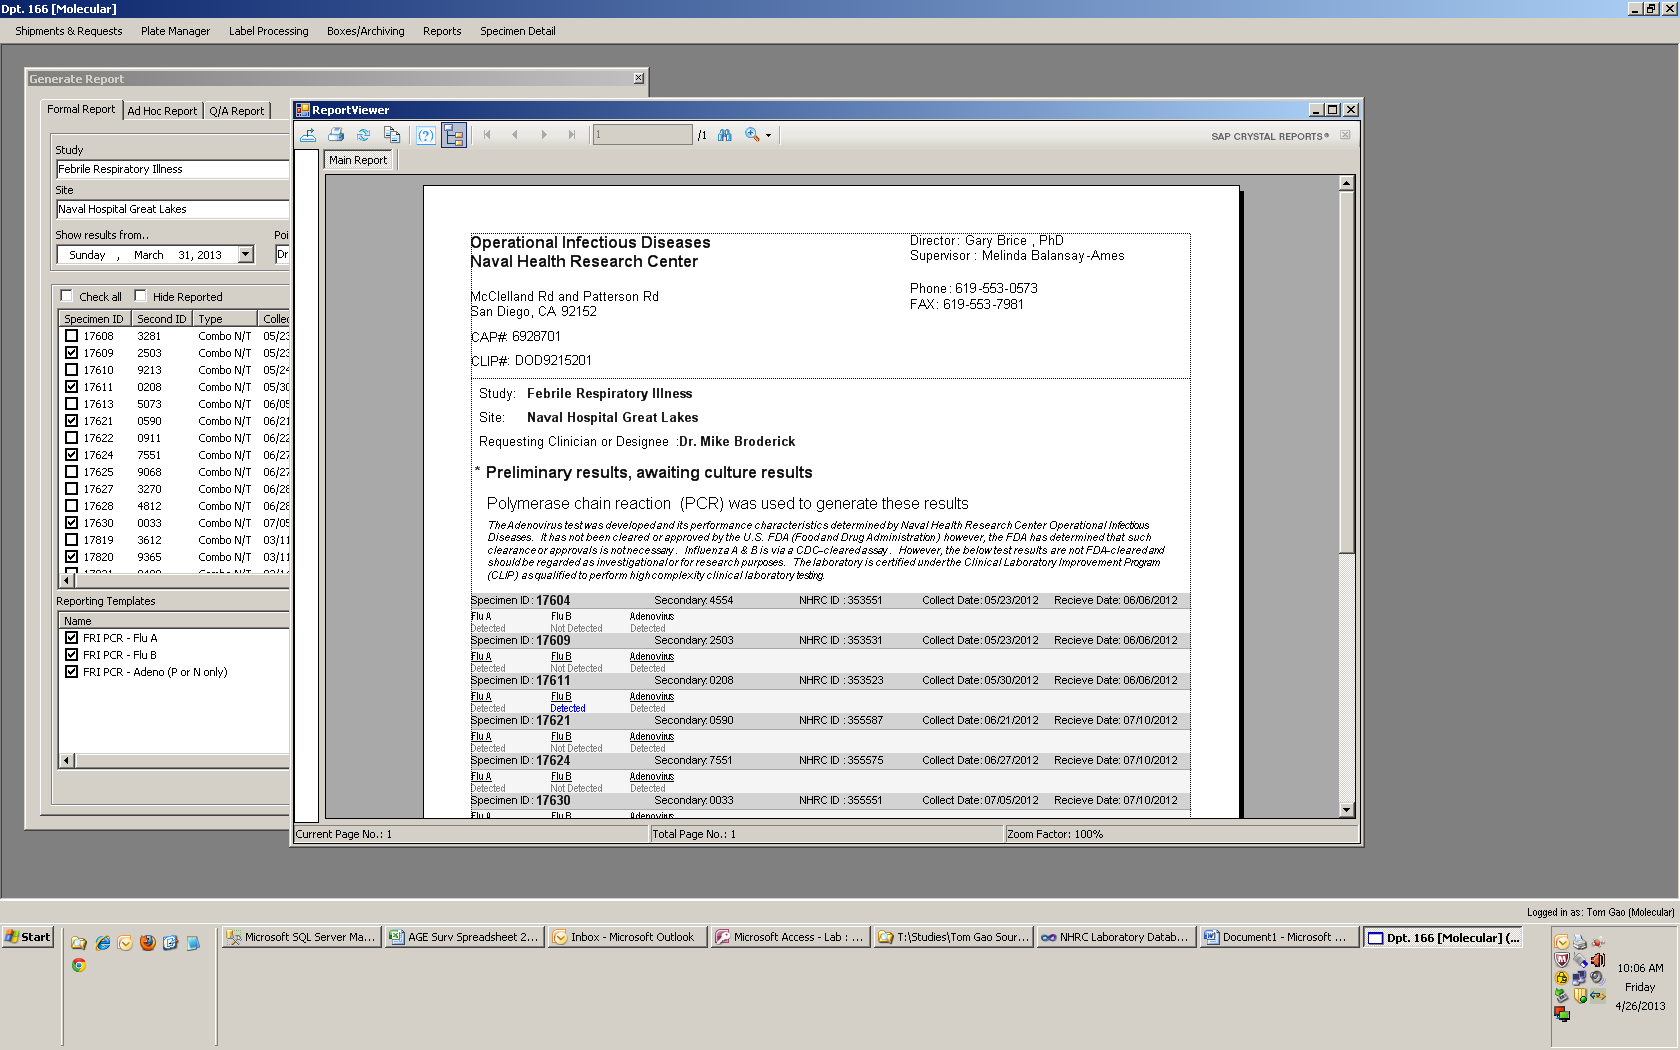 Dpt. 166 [Molecular]
Shipments & Requests Plate Manager Label Processing Boxes/Archiving Reports Specimen Detail
Generate Report
Formal Report Ad Hoc Report Q/A Report
Study
Febrile Respiratory Illness
Site
Naval Hospital Great Lakes
Show results from.. Poi
Sunday , March 31, 2013 Dr
Check all Hide Reported
Specimen ID Second ID Type Collec
17608 3281 Combo N/T 05/23
17609 2503 Combo N/T 05/23
17610 9213 Combo N/T 05/24
17611 0208 Combo N/T 05/30
17613 5073 Combo N/T 06/05
17621 0590 Combo N/T 06/21
17622 0911 Combo N/T 06/22
17624 7551 Combo N/T 06/27
17625 9068 Combo N/T 06/27
17627 3270 Combo N/T 06/28
17628 4812 Combo N/T 06/28
17630 0033 Combo N/T 07/05
17819 3612 Combo N/T 03/11
17820 9365 Combo N/T 03/11
Reporting Templates
Name
FRI PCR - Flu A
FRI PCR - Flu B
FRI PCR - Adeno (P or N only)
ReportViewer
1 /1 SAP CRYSTAL REPORTS®
Main Report
Operational Infectious Diseases
Naval Health Research Center
Director: Gary Brice , PhD
Supervisor : Melinda Balansay-Ames
McClelland Rd and Patterson Rd
San Diego, CA 92152
Phone: 619-553-0573
FAX: 619-553-7981
CAP#: 6928701
CLIP#: DOD9215201
Study: Febrile Respiratory Illness
Site: Naval Hospital Great Lakes
Requesting Clinician or Designee :Dr. Mike Broderick
* Preliminary results, awaiting culture results
Polymerase chain reaction (PCR) was used to generate these results
The Adenovirus test was developed and its performance characteristics determined by Naval Health Research Center Operational Infectious
Diseases. It has not been cleared or approved by the U.S. FDA (Food and Drug Administration) however, the FDA has determined that such
clearance or approvals is not necessary. Influenza A & B is via a CDC-cleared assay. However, the below test results are not FDA-cleared and
should be regarded as investigational or for research purposes. The laboratory is certified under the Clinical Laboratory Improvement Program
(CLIP) as qualified to perform high complexity clinical laboratory testing.
Specimen ID : 17604 Secondary: 4554 NHRC ID : 353551 Collect Date: 05/23/2012 Recieve Date: 06/06/2012
Flu A Flu B Adenovirus
Detected Not Detected Detected
Specimen ID : 17609 Secondary: 2503 NHRC ID : 353531 Collect Date: 05/23/2012 Recieve Date: 06/06/2012
Flu A Flu B Adenovirus
Detected Not Detected Detected
Specimen ID : 17611 Secondary: 0208 NHRC ID : 353523 Collect Date: 05/30/2012 Recieve Date: 06/06/2012
Flu A Flu B Adenovirus
Detected Detected Detected
Specimen ID : 17621 Secondary: 0590 NHRC ID : 355587 Collect Date: 06/21/2012 Recieve Date: 07/10/2012
Flu A Flu B Adenovirus
Detected Not Detected Detected
Specimen ID : 17624 Secondary: 7551 NHRC ID : 355575 Collect Date: 06/27/2012 Recieve Date: 07/10/2012
Flu A Flu B Adenovirus
Detected Not Detected Detected
Specimen ID : 17630 Secondary: 0033 NHRC ID : 355551 Collect Date: 07/05/2012 Recieve Date: 07/10/2012
Flu A Flu B Adenovirus
Current Page No.: 1 Total Page No.: 1 Zoom Factor: 100%
Logged in as: Tom Gao (Molecular)
Start Microsoft SQL Server Ma... AGE Surv Spreadsheet 2... Inbox - Microsoft Outlook Microsoft Access - Lab : ... T:\Studies\Tom Gao Sour... NHRC Laboratory Datab... Document1 - Microsoft ... Dpt. 166 [Molecular] (...
10:06 AM
Friday
4/26/2013